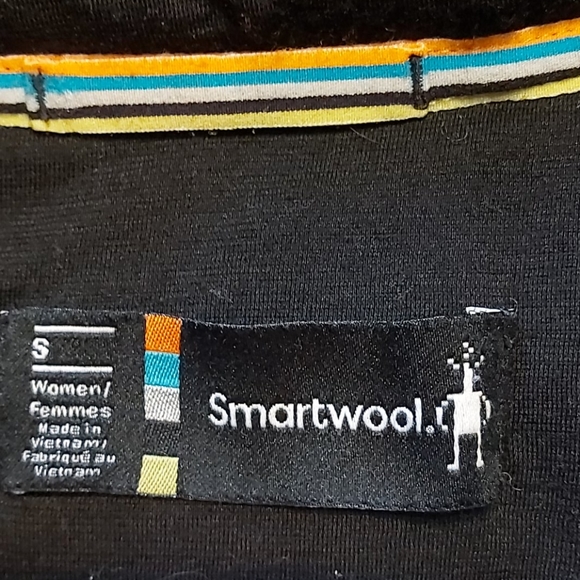 S
Women/
Femmes
Made in
Vietnam/
Fabriqué au
Vietnam
Smartwool.